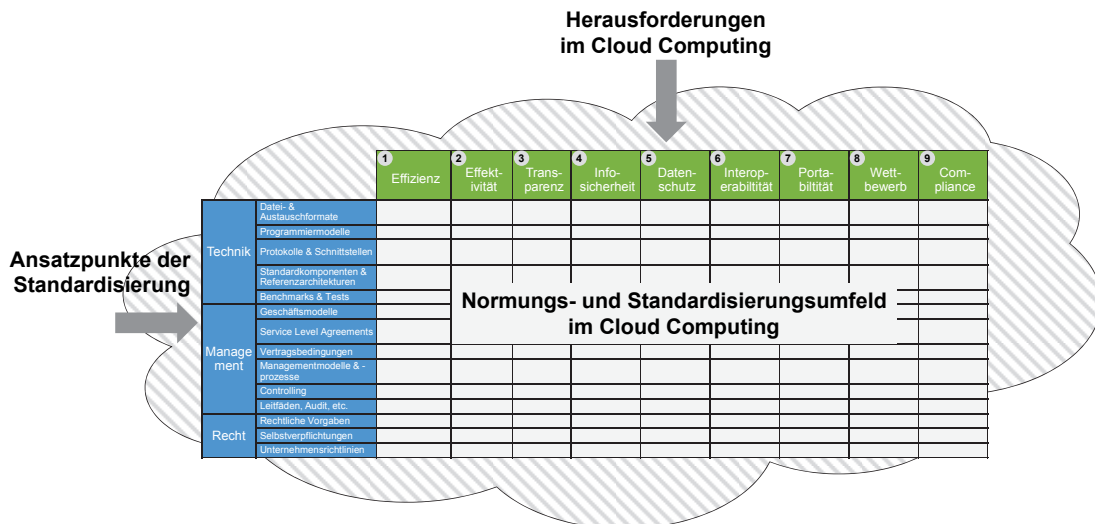 Herausforderungen
im Cloud Computing
1
2
3
4
5
6
7
8
9
Effizienz
Effekt-
ivität
Trans-
parenz
Info-
sicherheit
Daten-
schutz
Interop-
erabiltität
Porta-
biltität
Wett-
bewerb
Com-
pliance
Ansatzpunkte der
Standardisierung
Technik
Datei- &
Austauschformate
Programmiermodelle
Protokolle & Schnittstellen
Standardkomponenten &
Referenzarchitekturen
Benchmarks & Tests
Manage
ment
Geschäftsmodelle
Service Level Agreements
Vertragsbedingungen
Managementmodelle & -
prozesse
Controlling
Leitfäden, Audit, etc.
Recht
Rechtliche Vorgaben
Selbstverpflichtungen
Unternehmensrichtlinien
Normungs- und Standardisierungsumfeld
im Cloud Computing